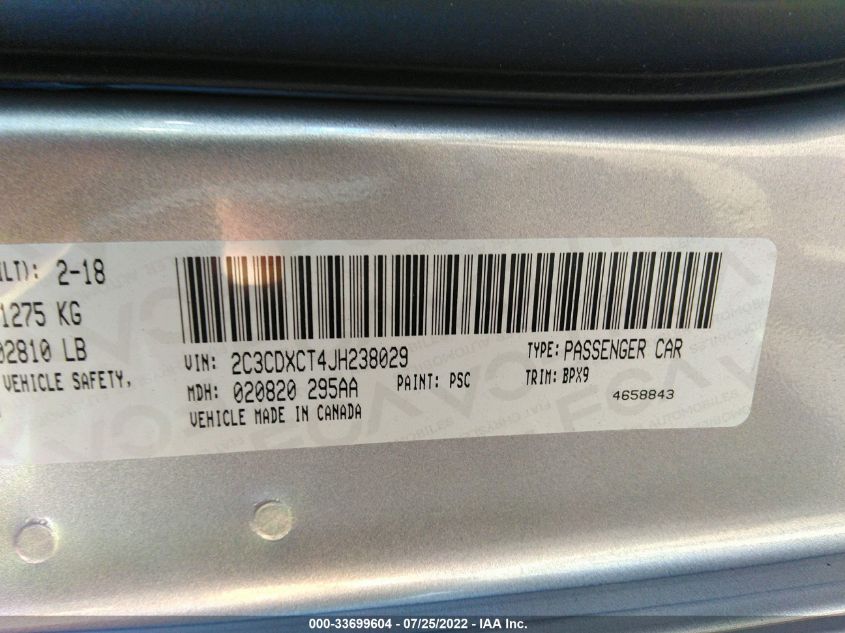 ILT): 2-18
1275 KG
02810 LB
VEHICLE SAFETY,
VIN: 2C3CDXCT4JH238029 TYPE: PASSENGER CAR
MDH: 020820 295AA PAINT: PSC TRIM: BPX9
VEHICLE MADE IN CANADA 4658843
000-33699604 / 07/25/2022 - IAA Inc.